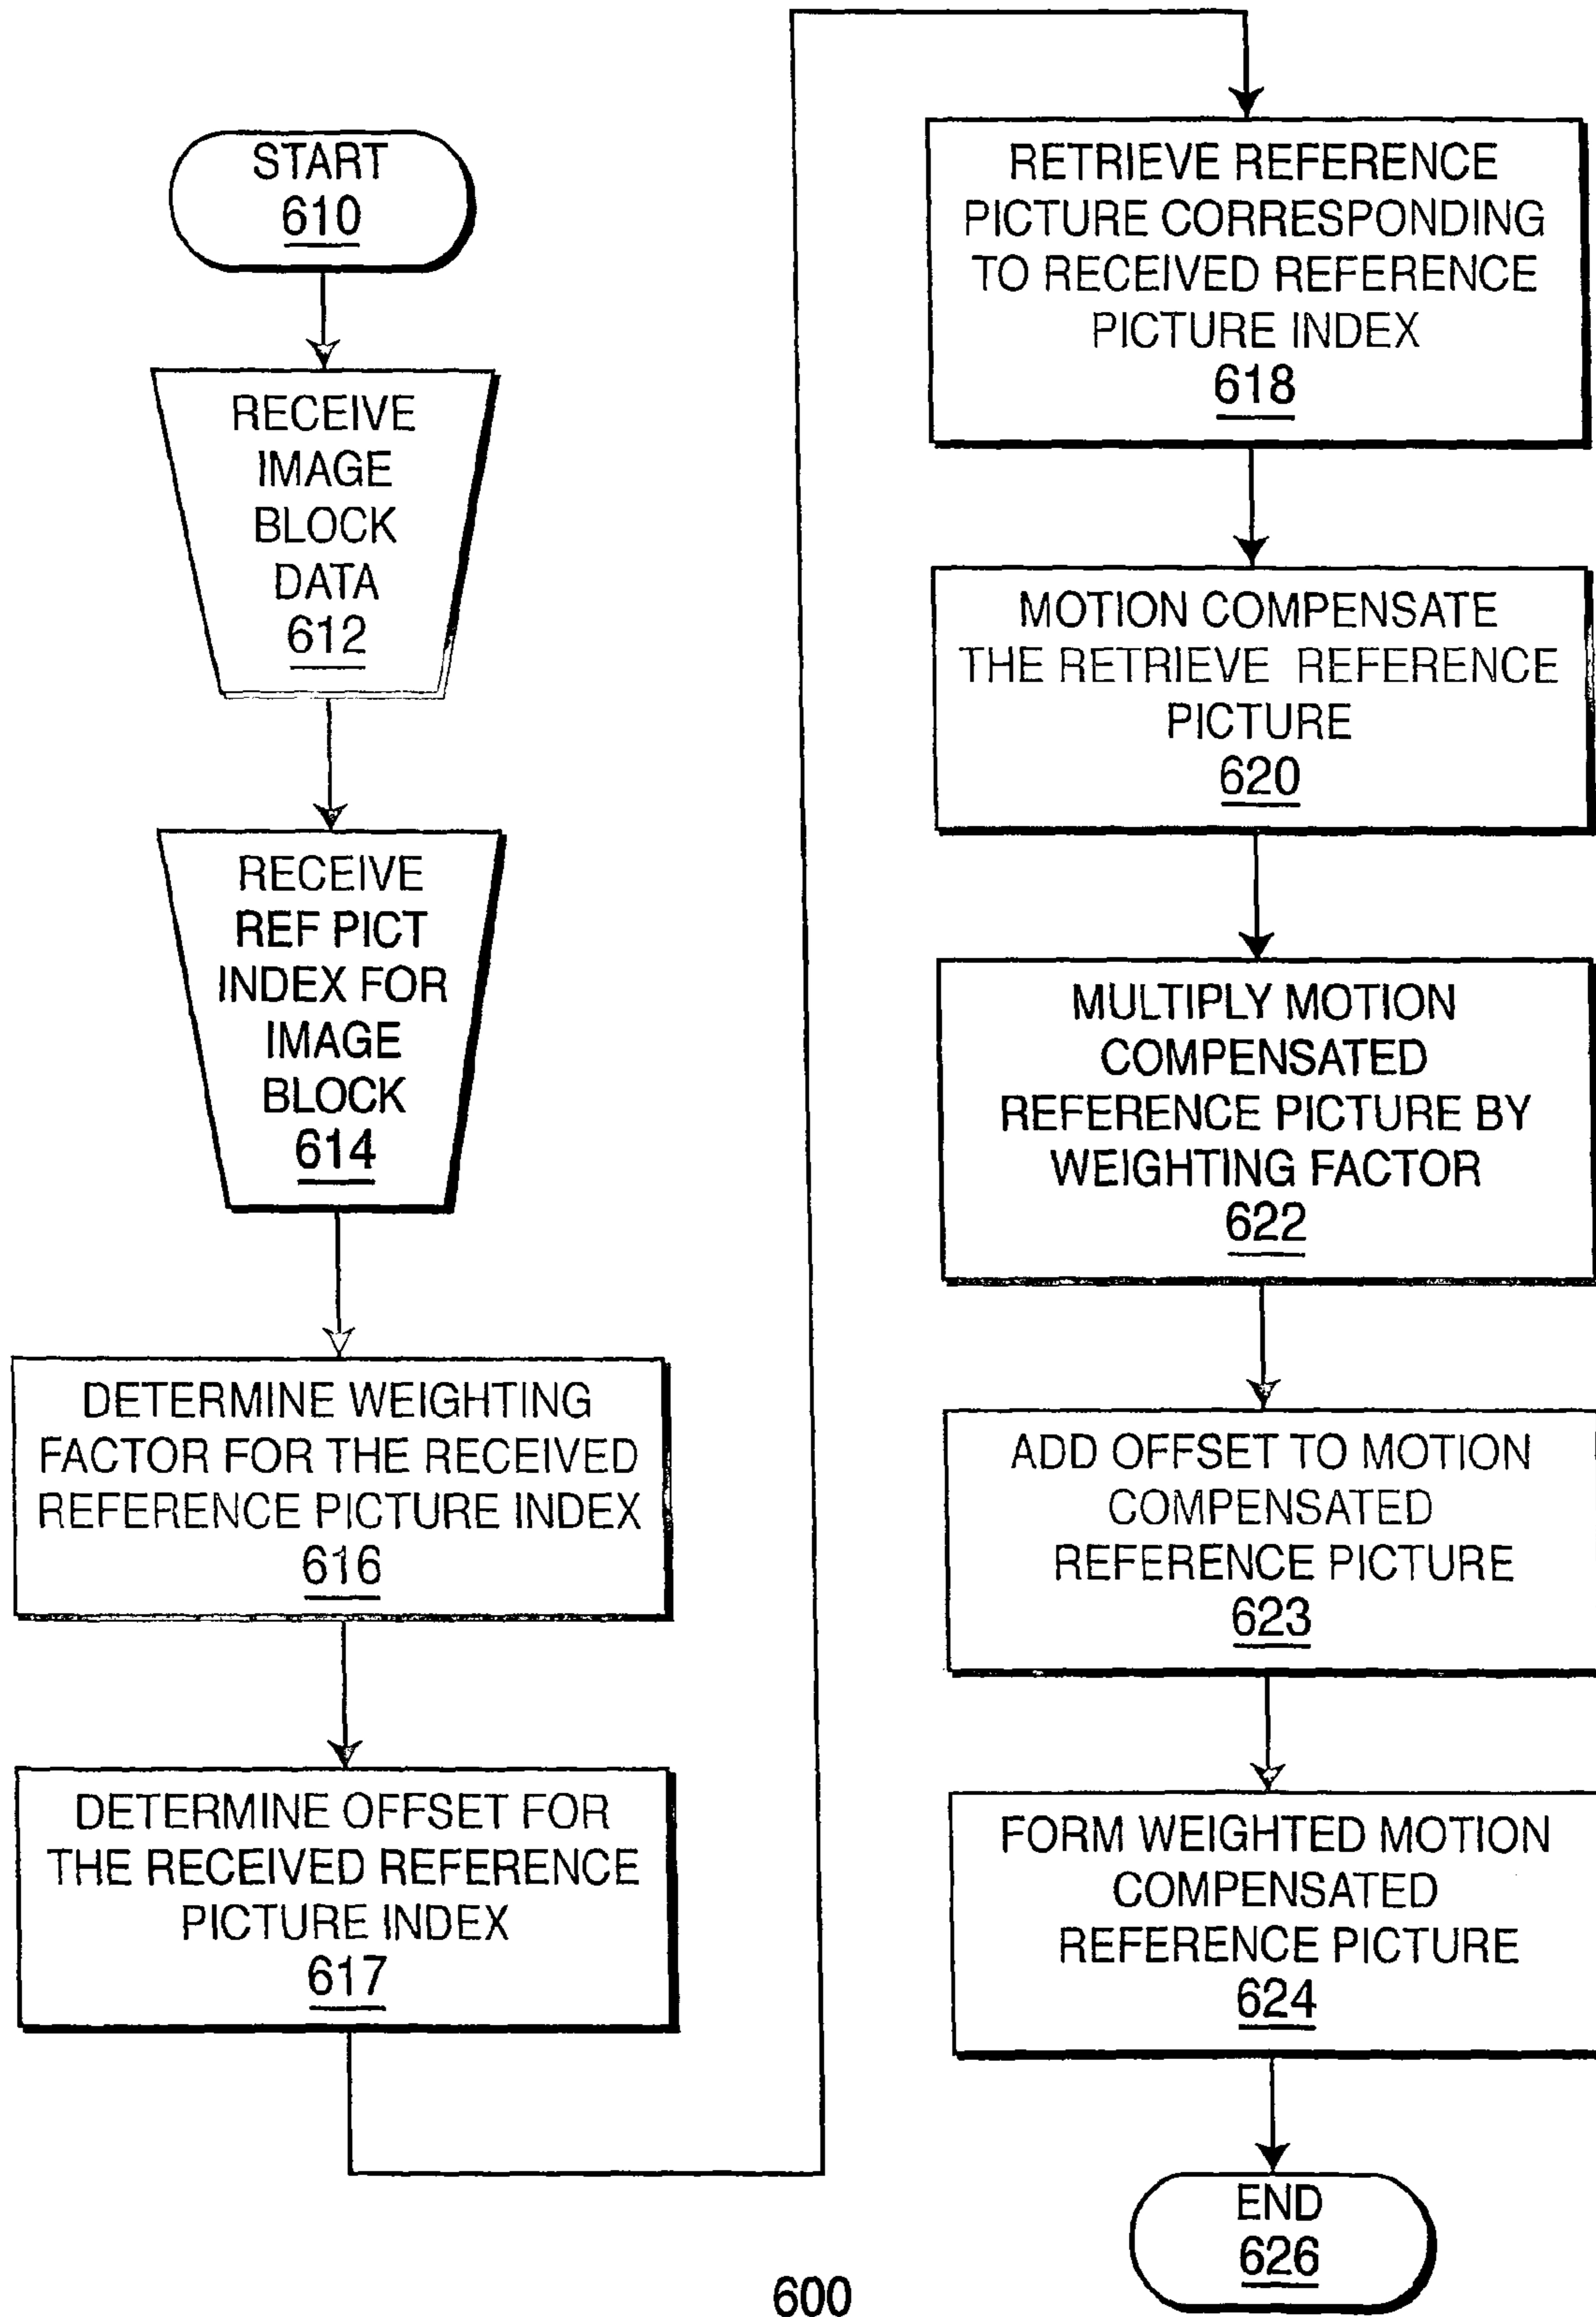 START
610
RECEIVE
IMAGE
BLOCK
DATA
612
RECEIVE
REF PICT
INDEX FOR
IMAGE
BLOCK
614
DETERMINE WEIGHTING
FACTOR FOR THE RECEIVED
REFERENCE PICTURE INDEX
616
DETERMINE OFFSET FOR
THE RECEIVED REFERENCE
PICTURE INDEX
617
RETRIEVE REFERENCE
PICTURE CORRESPONDING
TO RECEIVED REFERENCE
PICTURE INDEX
618
MOTION COMPENSATE
THE RETRIEVE REFERENCE
PICTURE
620
MULTIPLY MOTION
COMPENSATED
REFERENCE PICTURE BY
WEIGHTING FACTOR
622
ADD OFFSET TO MOTION
COMPENSATED
REFERENCE PICTURE
623
FORM WEIGHTED MOTION
COMPENSATED
REFERENCE PICTURE
624
END
626
600